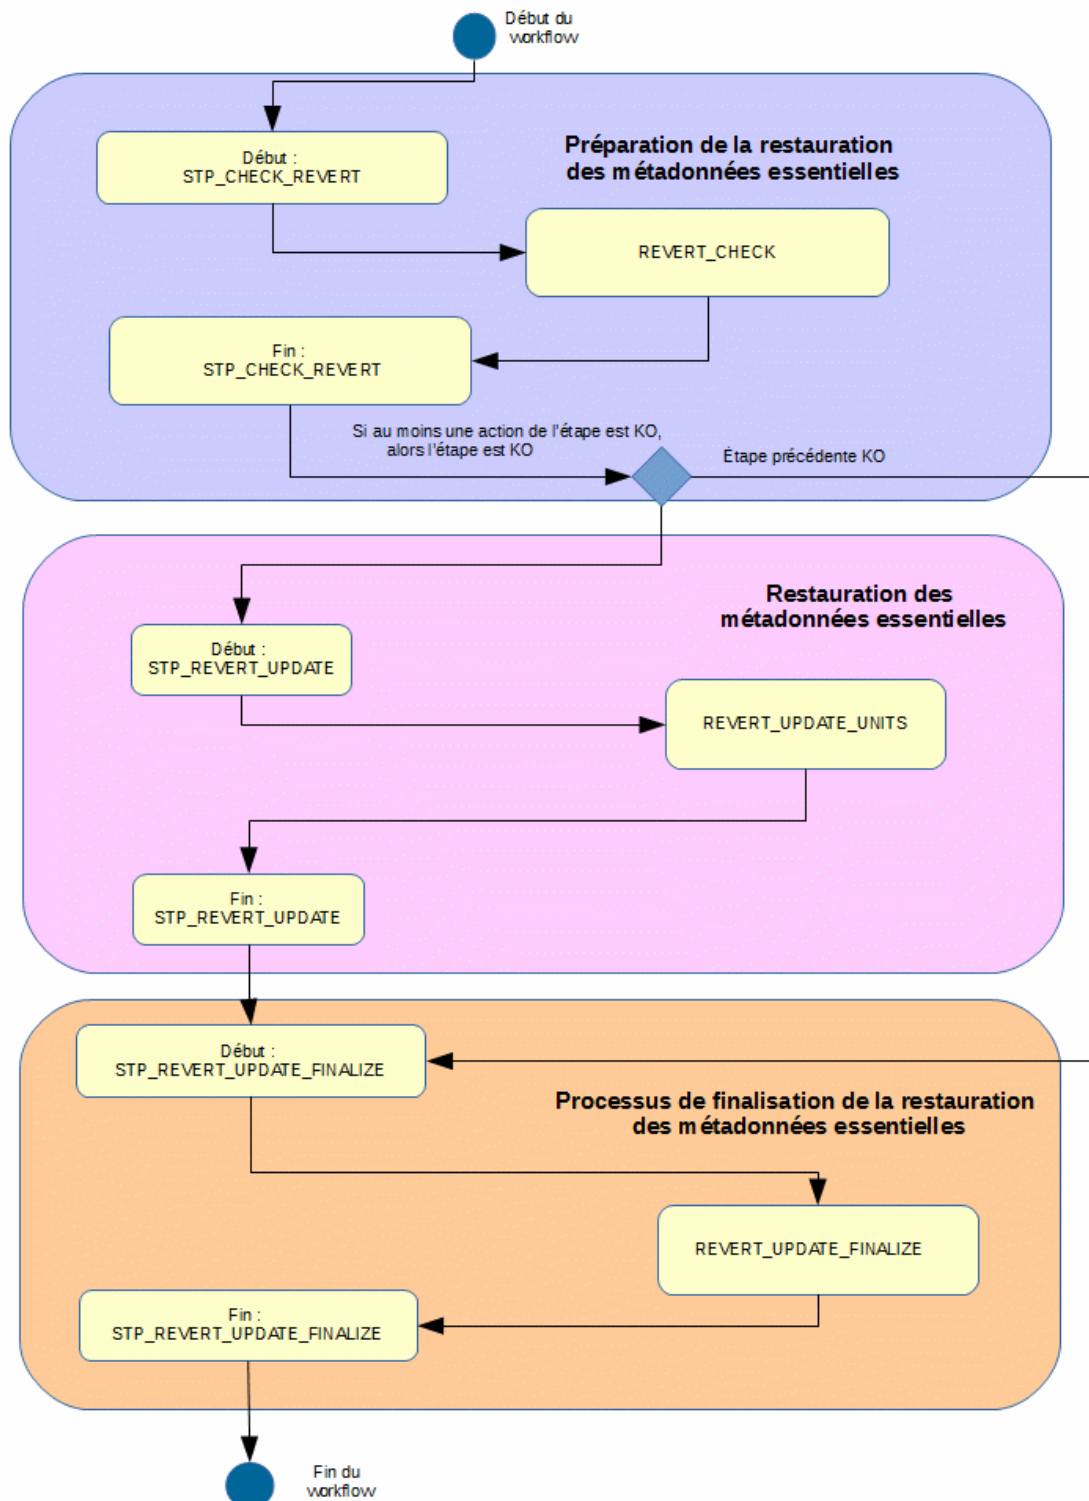 Début du
workflow
Préparation de la restauration
des métadonnées essentielles
Début :
STP_CHECK_REVERT
REVERT_CHECK
Fin :
STP_CHECK_REVERT
Si au moins une action de l'étape est KO,
alors l'étape est KO
Étape précédente KO
Restauration des
métadonnées essentielles
Début :
STP_REVERT_UPDATE
REVERT_UPDATE_UNITS
Fin :
STP_REVERT_UPDATE
Début :
STP_REVERT_UPDATE_FINALIZE
Processus de finalisation de la restauration
des métadonnées essentielles
REVERT_UPDATE_FINALIZE
Fin :
STP_REVERT_UPDATE_FINALIZE
Fin du
workflow